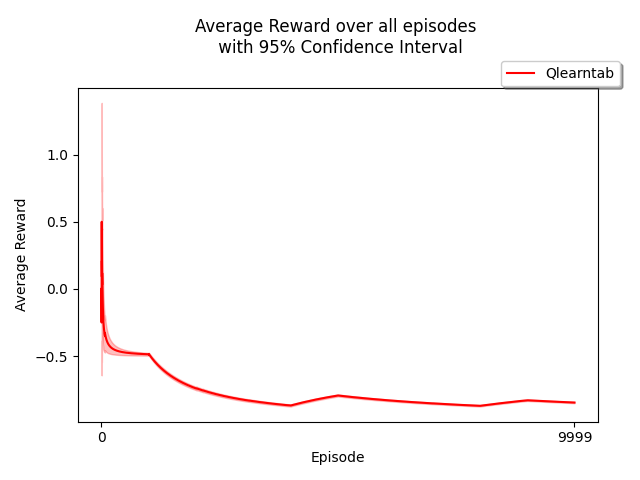 Average Reward over all episodes
with 95% Confidence Interval
Qlearntab
1.0
0.5
0.0
−0.5
Average Reward
0
9999
Episode